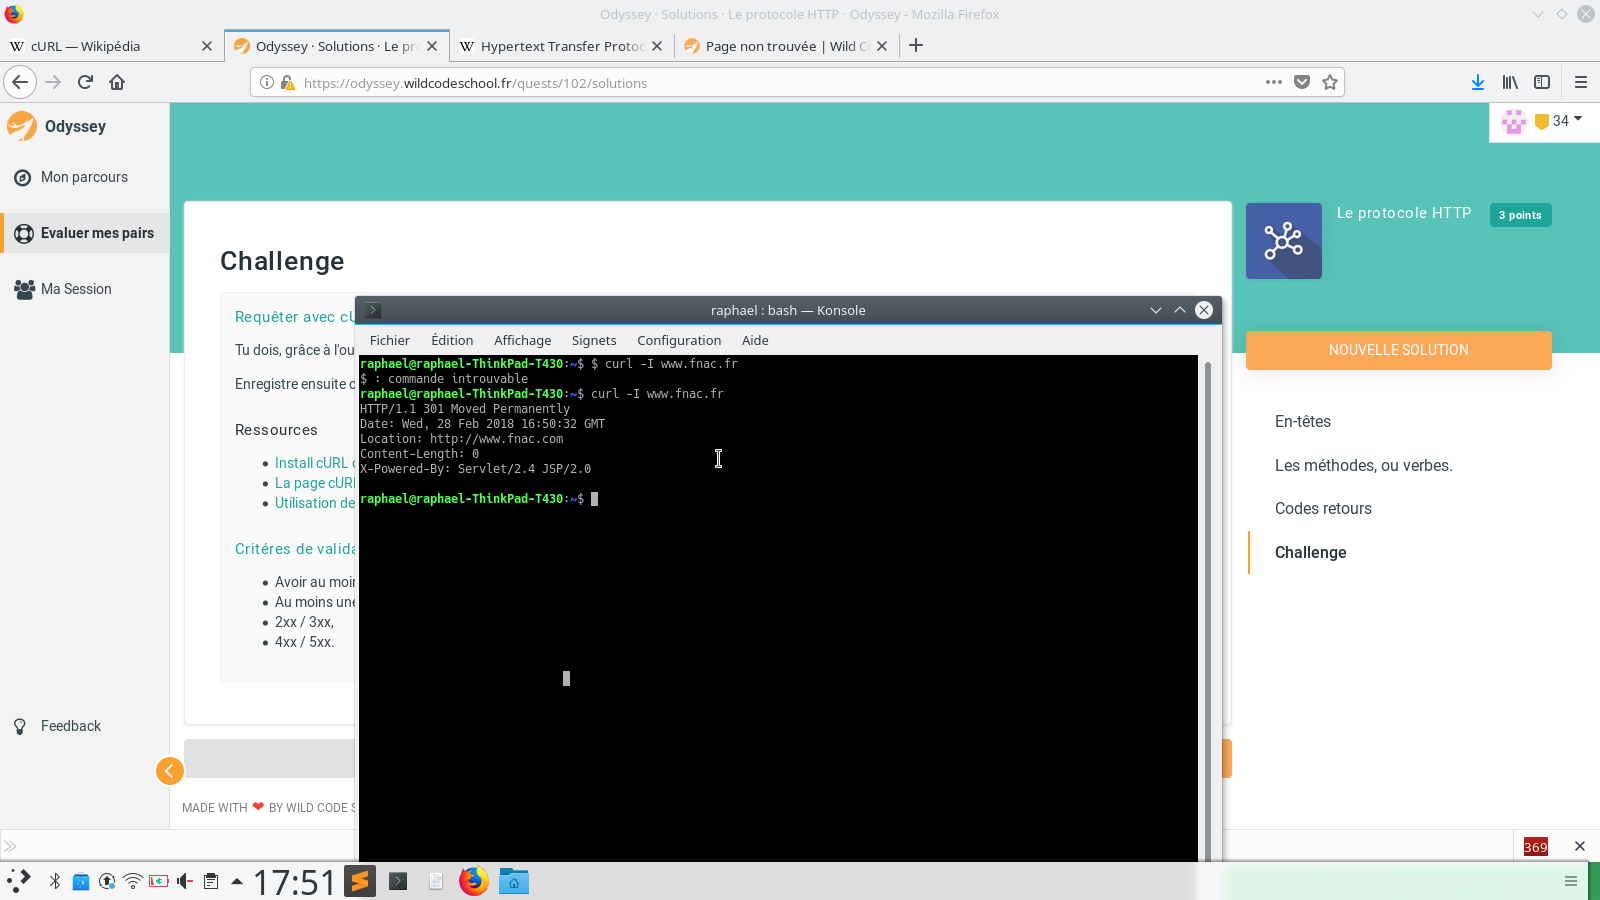 Odyssey · Solutions · Le protocole HTTP · Odyssey - Mozilla Firefox
W cURL — Wikipédia
Odyssey · Solutions · Le pro
W Hypertext Transfer Protoc
Page non trouvée | Wild C
https://odyssey.wildcodeschool.fr/quests/102/solutions
Odyssey
34
Mon parcours
Evaluer mes pairs
Ma Session
Feedback
Le protocole HTTP
3 points
Challenge
Requêter avec cU
Tu dois, grâce à l'ou
Enregistre ensuite c
Ressources
Install cURL
La page cURL
Utilisation de
Critéres de valida
Avoir au moin
Au moins une
2xx / 3xx,
4xx / 5xx.
NOUVELLE SOLUTION
En-têtes
Les méthodes, ou verbes.
Codes retours
Challenge
raphael : bash — Konsole
Fichier Édition Affichage Signets Configuration Aide
raphael@raphael-ThinkPad-T430:~$ $ curl -I www.fnac.fr
$ : commande introuvable
raphael@raphael-ThinkPad-T430:~$ curl -I www.fnac.fr
HTTP/1.1 301 Moved Permanently
Date: Wed, 28 Feb 2018 16:50:32 GMT
Location: http://www.fnac.com
Content-Length: 0
X-Powered-By: Servlet/2.4 JSP/2.0
raphael@raphael-ThinkPad-T430:~$
MADE WITH ❤ BY WILD CODE S
369
17:51